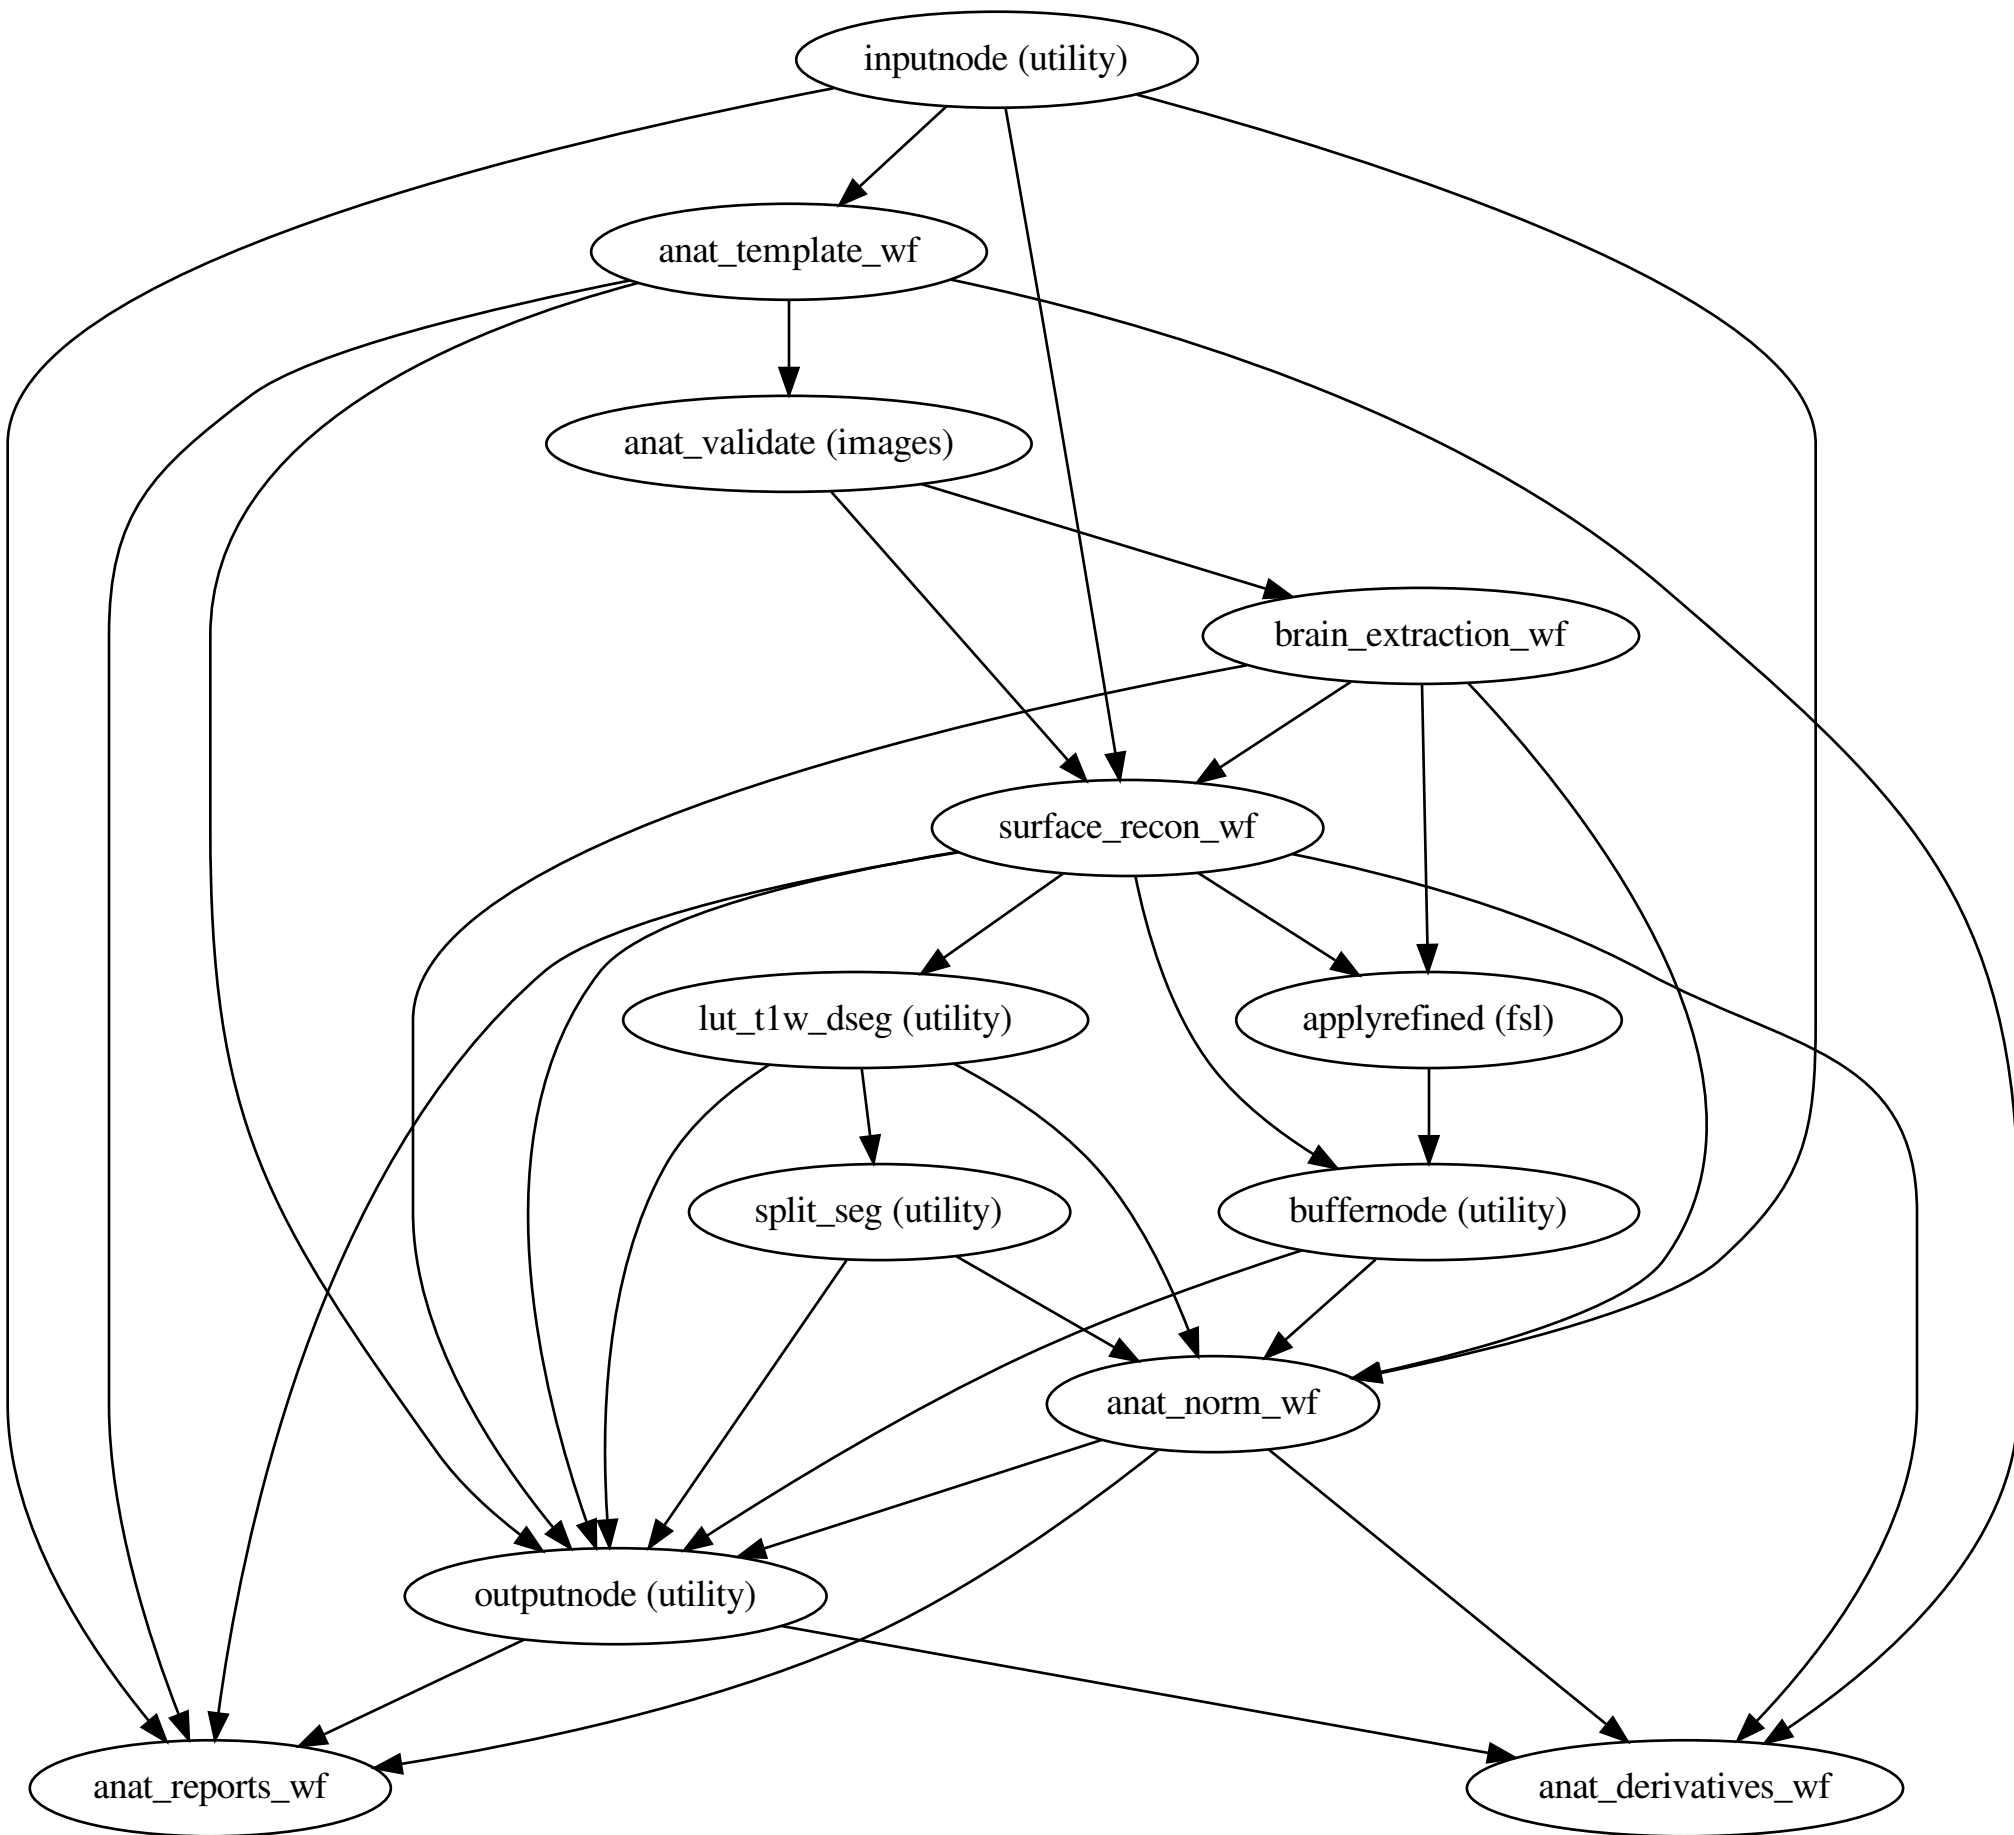 inputnode (utility)
anat_template_wf
anat_validate (images)
brain_extraction_wf
surface_recon_wf
lut_t1w_dseg (utility)
applyrefined (fsl)
split_seg (utility)
buffernode (utility)
anat_norm_wf
outputnode (utility)
anat_reports_wf
anat_derivatives_wf